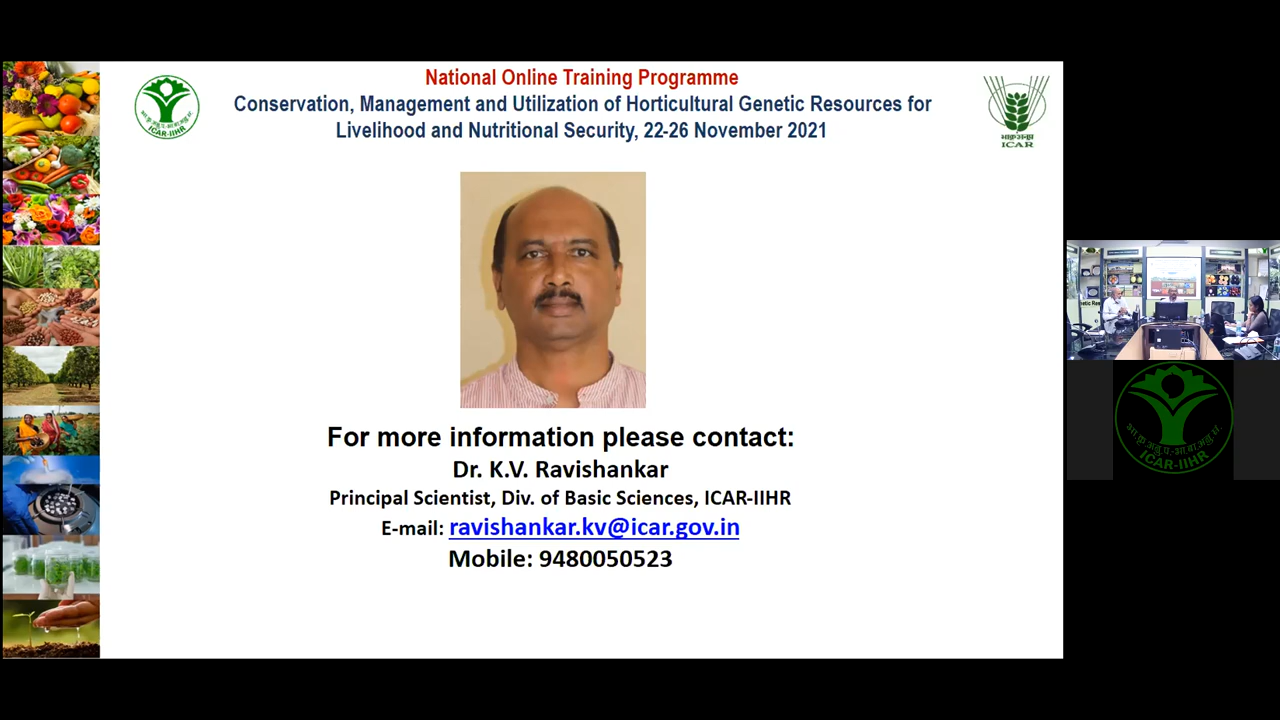 National Online Training Programme
Conservation, Management and Utilization of Horticultural Genetic Resources for
Livelihood and Nutritional Security, 22-26 November 2021
ICAR-IIHR
भाकृअनुप
ICAR
For more information please contact:
Dr. K.V. Ravishankar
Principal Scientist, Div. of Basic Sciences, ICAR-IIHR
E-mail: ravishankar.kv@icar.gov.in
Mobile: 9480050523
ICAR-IIHR